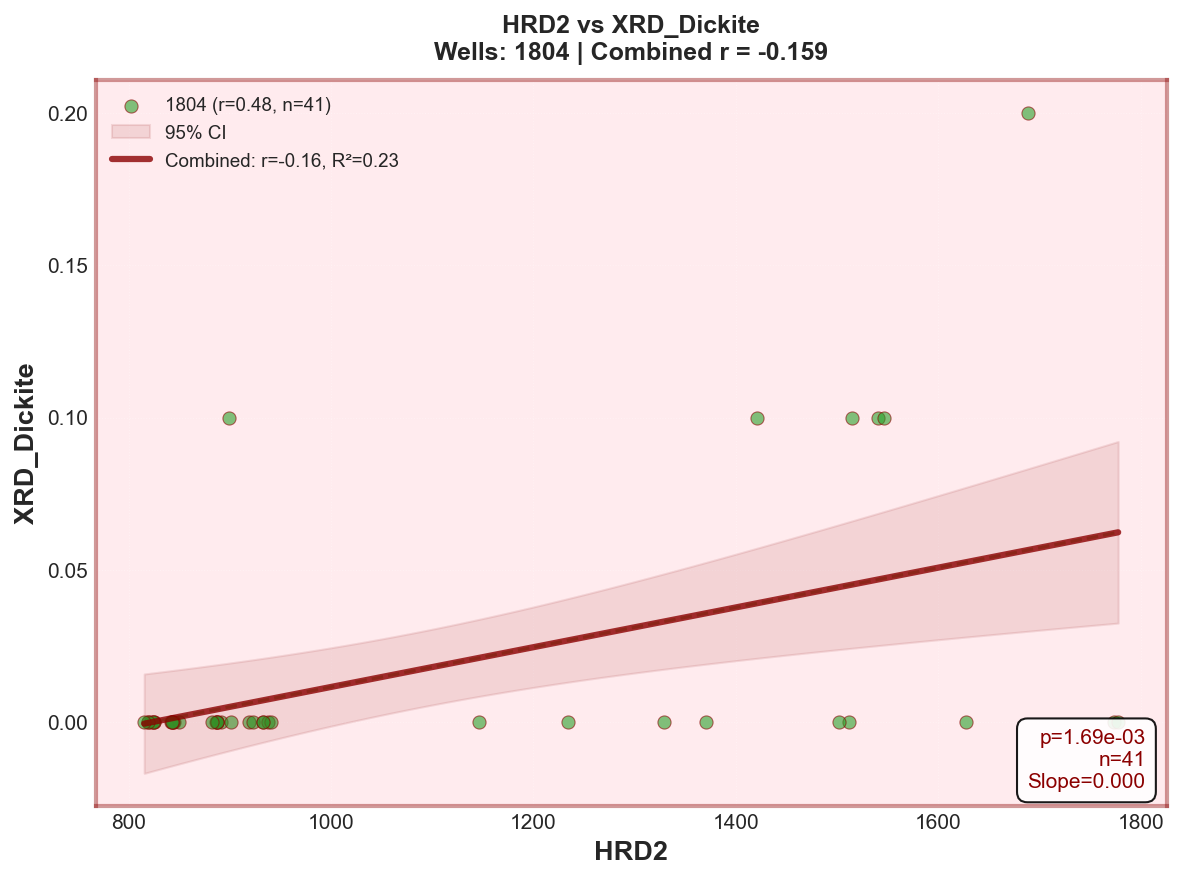 HRD2 vs XRD_Dickite
Wells: 1804 | Combined r = -0.159
1804 (r=0.48, n=41)
95% CI
Combined: r=-0.16, R²=0.23
XRD_Dickite
0.20
0.15
0.10
0.05
0.00
p=1.69e-03
n=41
Slope=0.000
800
1000
1200
1400
1600
1800
HRD2